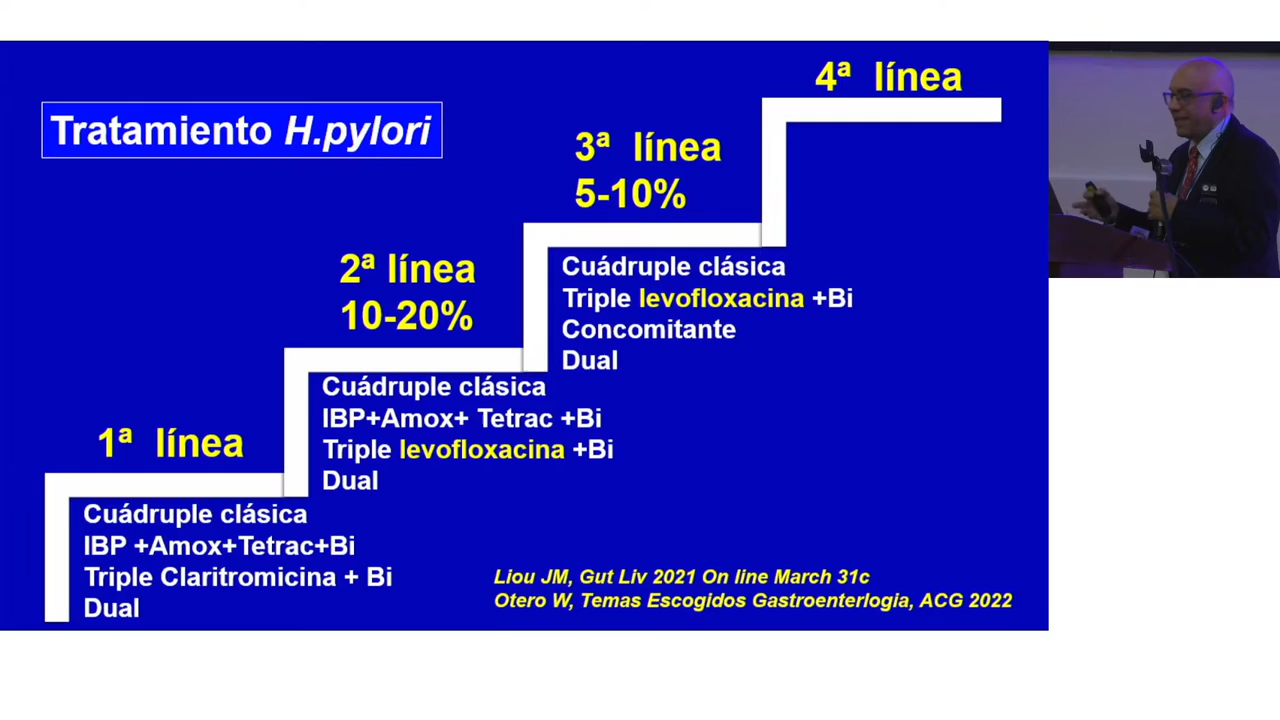 Tratamiento H.pylori
1ª línea
Cuádruple clásica
IBP +Amox+Tetrac+Bi
Triple Claritromicina + Bi
Dual
2ª línea
10-20%
Cuádruple clásica
IBP+Amox+ Tetrac +Bi
Triple levofloxacina +Bi
Dual
3ª línea
5-10%
Cuádruple clásica
Triple levofloxacina +Bi
Concomitante
Dual
4ª línea
Liou JM, Gut Liv 2021 On line March 31c
Otero W, Temas Escogidos Gastroenterlogia, ACG 2022